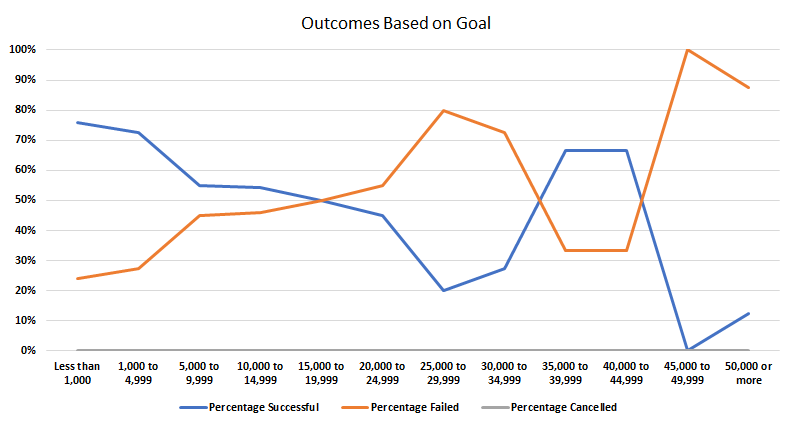 Outcomes Based on Goal
100%
90%
80%
70%
60%
50%
40%
30%
20%
10%
0%
Less than 1,000 to 5,000 to 10,000 to 15,000 to 20,000 to 25,000 to 30,000 to 35,000 to 40,000 to 45,000 to 50,000 or
1,000 4,999 9,999 14,999 19,999 24,999 29,999 34,999 39,999 44,999 49,999 more
Percentage Successful Percentage Failed Percentage Cancelled